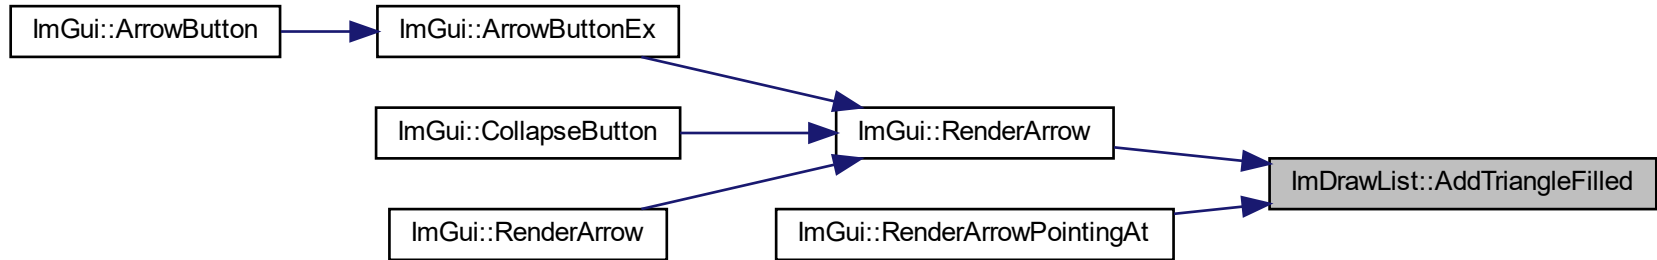 ImGui::ArrowButton
ImGui::ArrowButtonEx
ImGui::CollapseButton
ImGui::RenderArrow
ImDrawList::AddTriangleFilled
ImGui::RenderArrow
ImGui::RenderArrowPointingAt